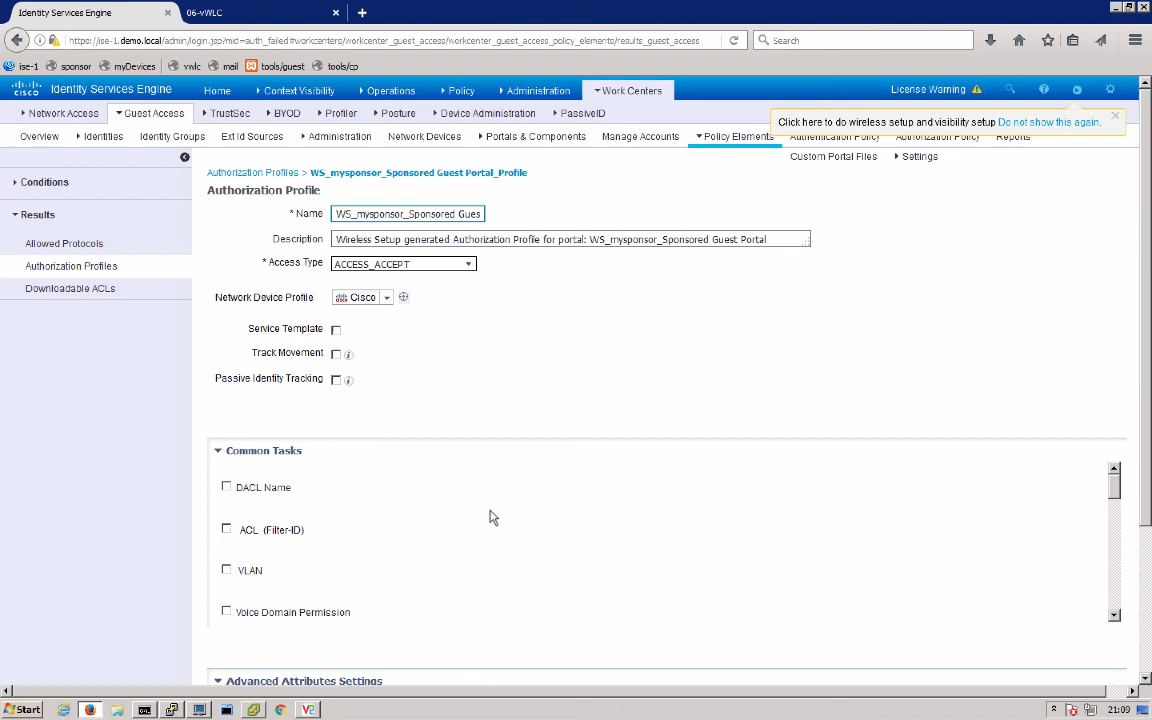 Identity Services Engine
06-vWLC
https://ise-1.demo.local/admin/login.jsp?mid=auth_failed#workcenters/workcenter_guest_access/workcenter_guest_access_policy_elements/results_guest_access
Search
ise-1 sponsor myDevices vwlc mail tools/guest tools/cp
CISCO Identity Services Engine Home Context Visibility Operations Policy Administration Work Centers License Warning
Network Access Guest Access TrustSec BYOD Profiler Posture Device Administration PassiveID
Click here to do wireless setup and visibility setup Do not show this again.
Overview Identities Identity Groups Ext Id Sources Administration Network Devices Portals & Components Manage Accounts Policy Elements Authentication Policy Authorization Policy Reports
Custom Portal Files Settings
Conditions
Results
Allowed Protocols
Authorization Profiles
Downloadable ACLs
Authorization Profiles > WS_mysponsor_Sponsored Guest Portal_Profile
Authorization Profile
* Name WS_mysponsor_Sponsored Gues
Description Wireless Setup generated Authorization Profile for portal: WS_mysponsor_Sponsored Guest Portal
* Access Type ACCESS_ACCEPT
Network Device Profile Cisco
Service Template
Track Movement
Passive Identity Tracking
Common Tasks
DACL Name
ACL (Filter-ID)
VLAN
Voice Domain Permission
Advanced Attributes Settings
Start
21:09